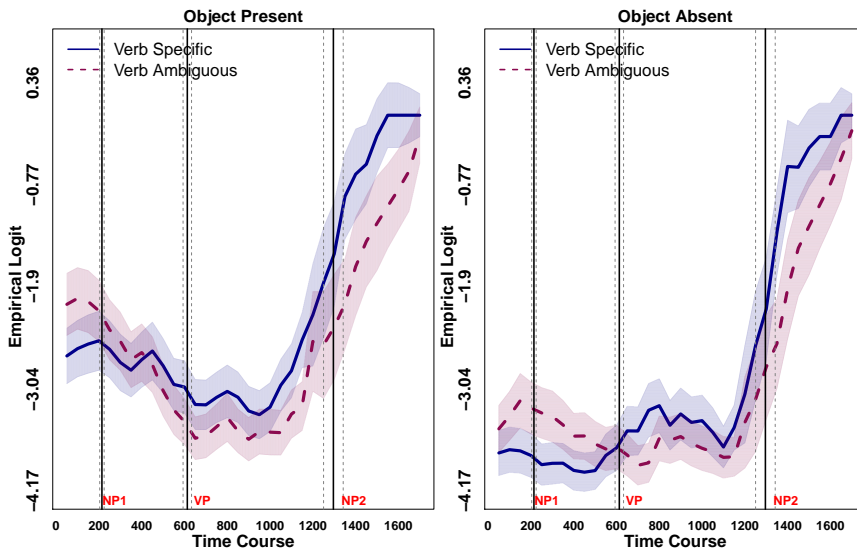 Object Present
Verb Specific
Verb Ambiguous
Empirical Logit
0.36
−0.77
−1.9
−3.04
−4.17
NP1
VP
NP2
0 200 400 600 800 1000 1200 1400 1600
Time Course
Object Absent
Verb Specific
Verb Ambiguous
Empirical Logit
0.36
−0.77
−1.9
−3.04
−4.17
NP1
VP
NP2
0 200 400 600 800 1000 1200 1400 1600
Time Course